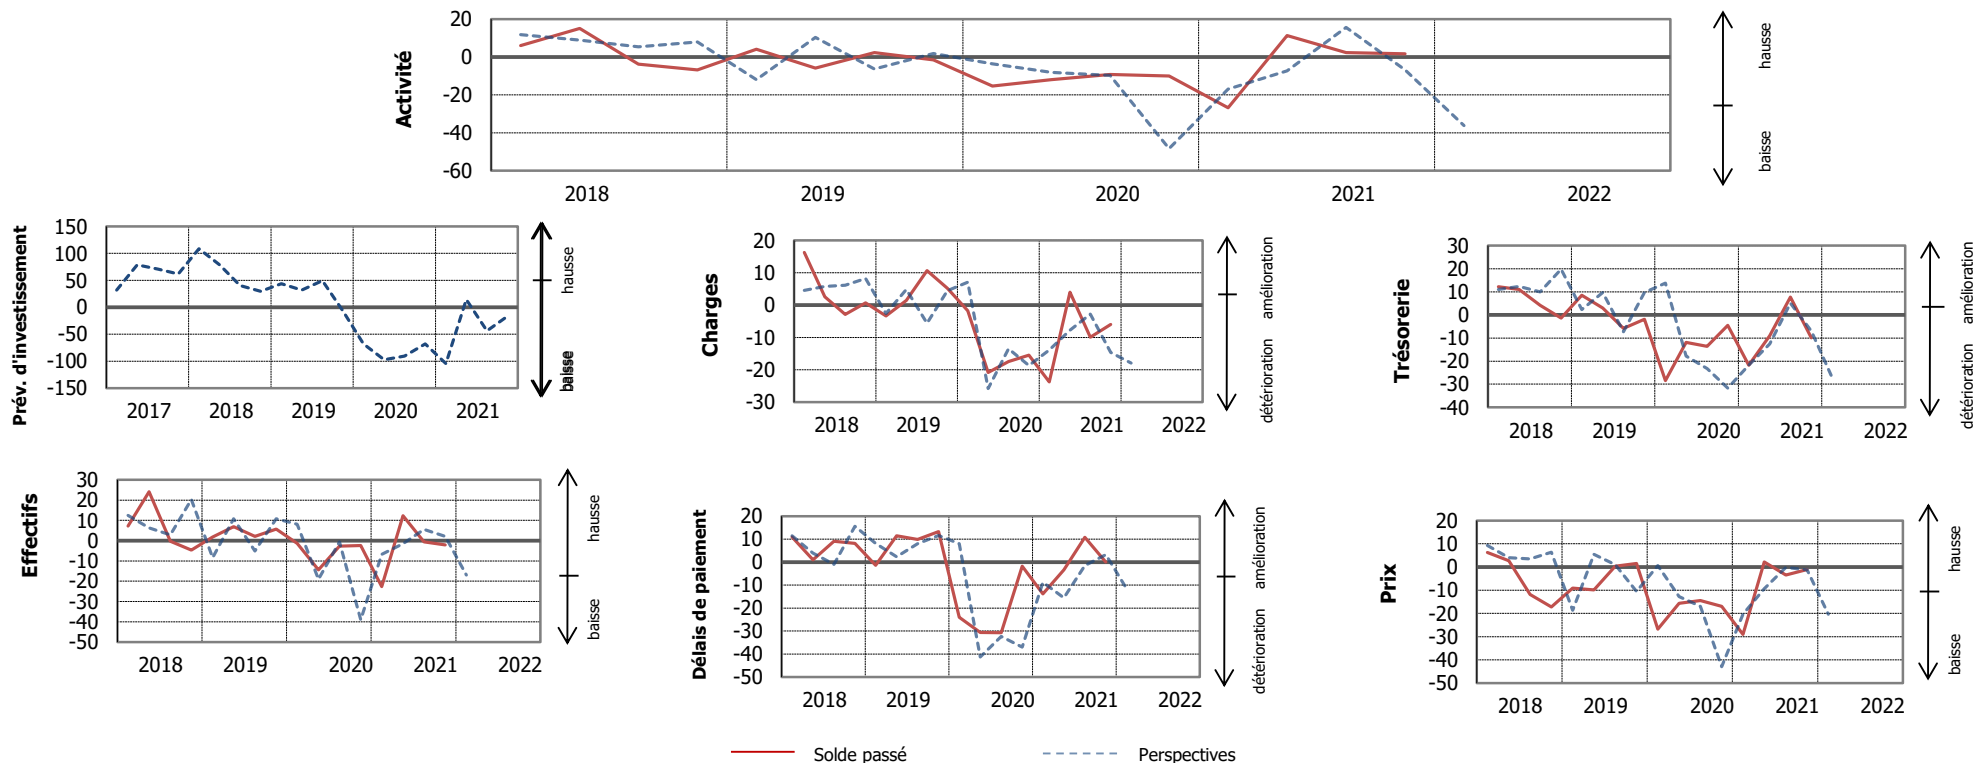 Activité
20
0
-20
-40
-60
2018 2019 2020 2021 2022
hausse
baisse
Prév. d'investissement
150
100
50
0
-50
-100
-150
2017 2018 2019 2020 2021
hausse
baisse
Charges
20
10
0
-10
-20
-30
2018 2019 2020 2021 2022
amélioration
détérioration
Trésorerie
30
20
10
0
-10
-20
-30
-40
2018 2019 2020 2021 2022
amélioration
détérioration
Effectifs
30
20
10
0
-10
-20
-30
-40
-50
2018 2019 2020 2021 2022
hausse
baisse
Délais de paiement
20
10
0
-10
-20
-30
-40
-50
2018 2019 2020 2021 2022
amélioration
détérioration
Prix
20
10
0
-10
-20
-30
-40
-50
2018 2019 2020 2021 2022
hausse
baisse
Solde passé Perspectives